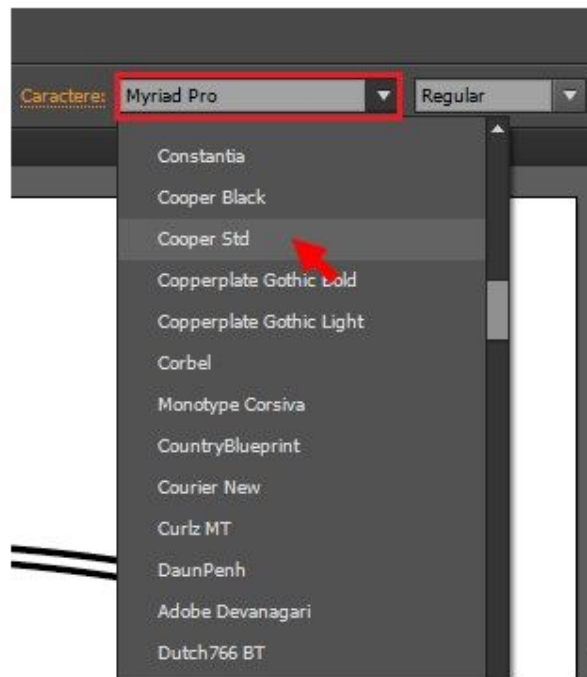 Caractere: Myriad Pro Regular
Constantia
Cooper Black
Cooper Std
Copperplate Gothic Bold
Copperplate Gothic Light
Corbel
Monotype Corsiva
CountryBlueprint
Courier New
Curlz MT
DaunPenh
Adobe Devanagari
Dutch766 BT